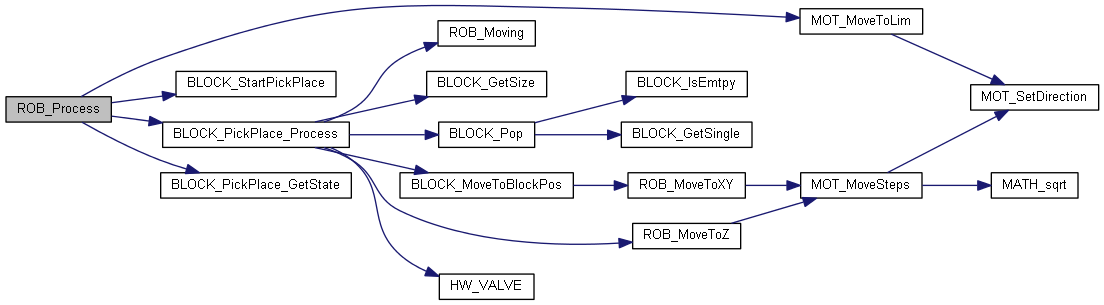 MOT_MoveToLim
ROB_Moving
BLOCK_StartPickPlace
BLOCK_GetSize
BLOCK_IsEmtpy
MOT_SetDirection
ROB_Process
BLOCK_PickPlace_Process
BLOCK_Pop
BLOCK_GetSingle
BLOCK_PickPlace_GetState
BLOCK_MoveToBlockPos
ROB_MoveToXY
MOT_MoveSteps
MATH_sqrt
ROB_MoveToZ
HW_VALVE